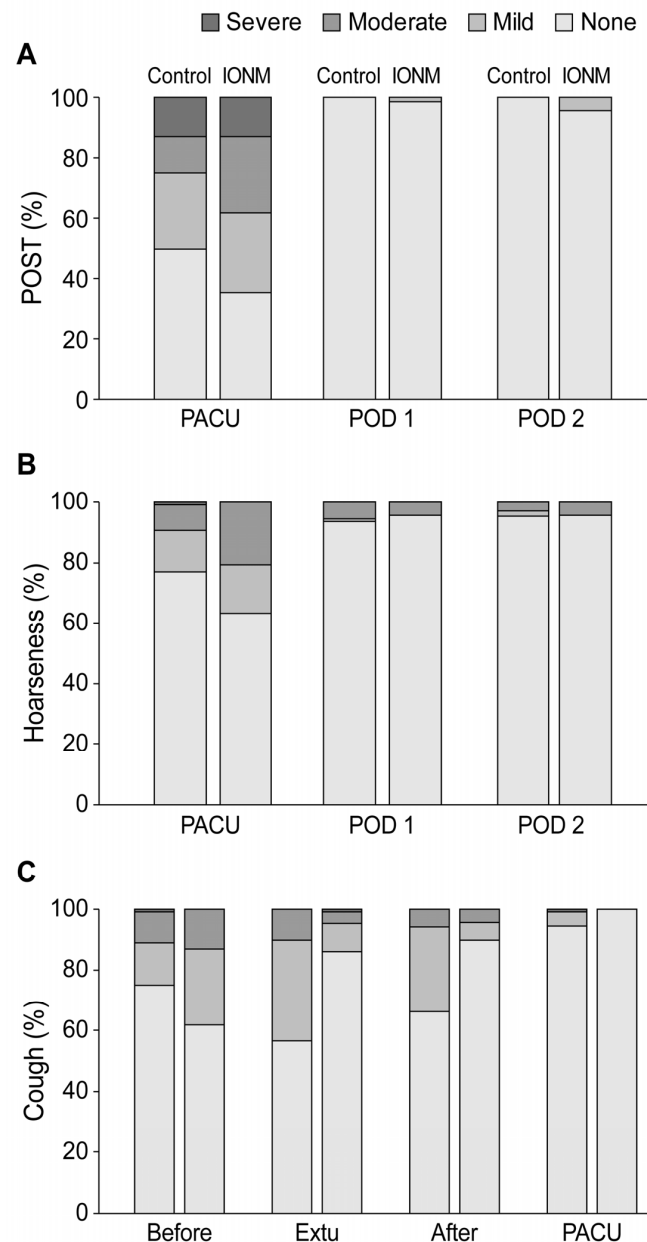 Severe Moderate Mild None
A
Control IONM Control IONM Control IONM
100
80
60
40
20
0
POST (%)
PACU POD 1 POD 2
B
100
80
60
40
20
0
Hoarseness (%)
PACU POD 1 POD 2
C
100
80
60
40
20
0
Cough (%)
Before Extu After PACU